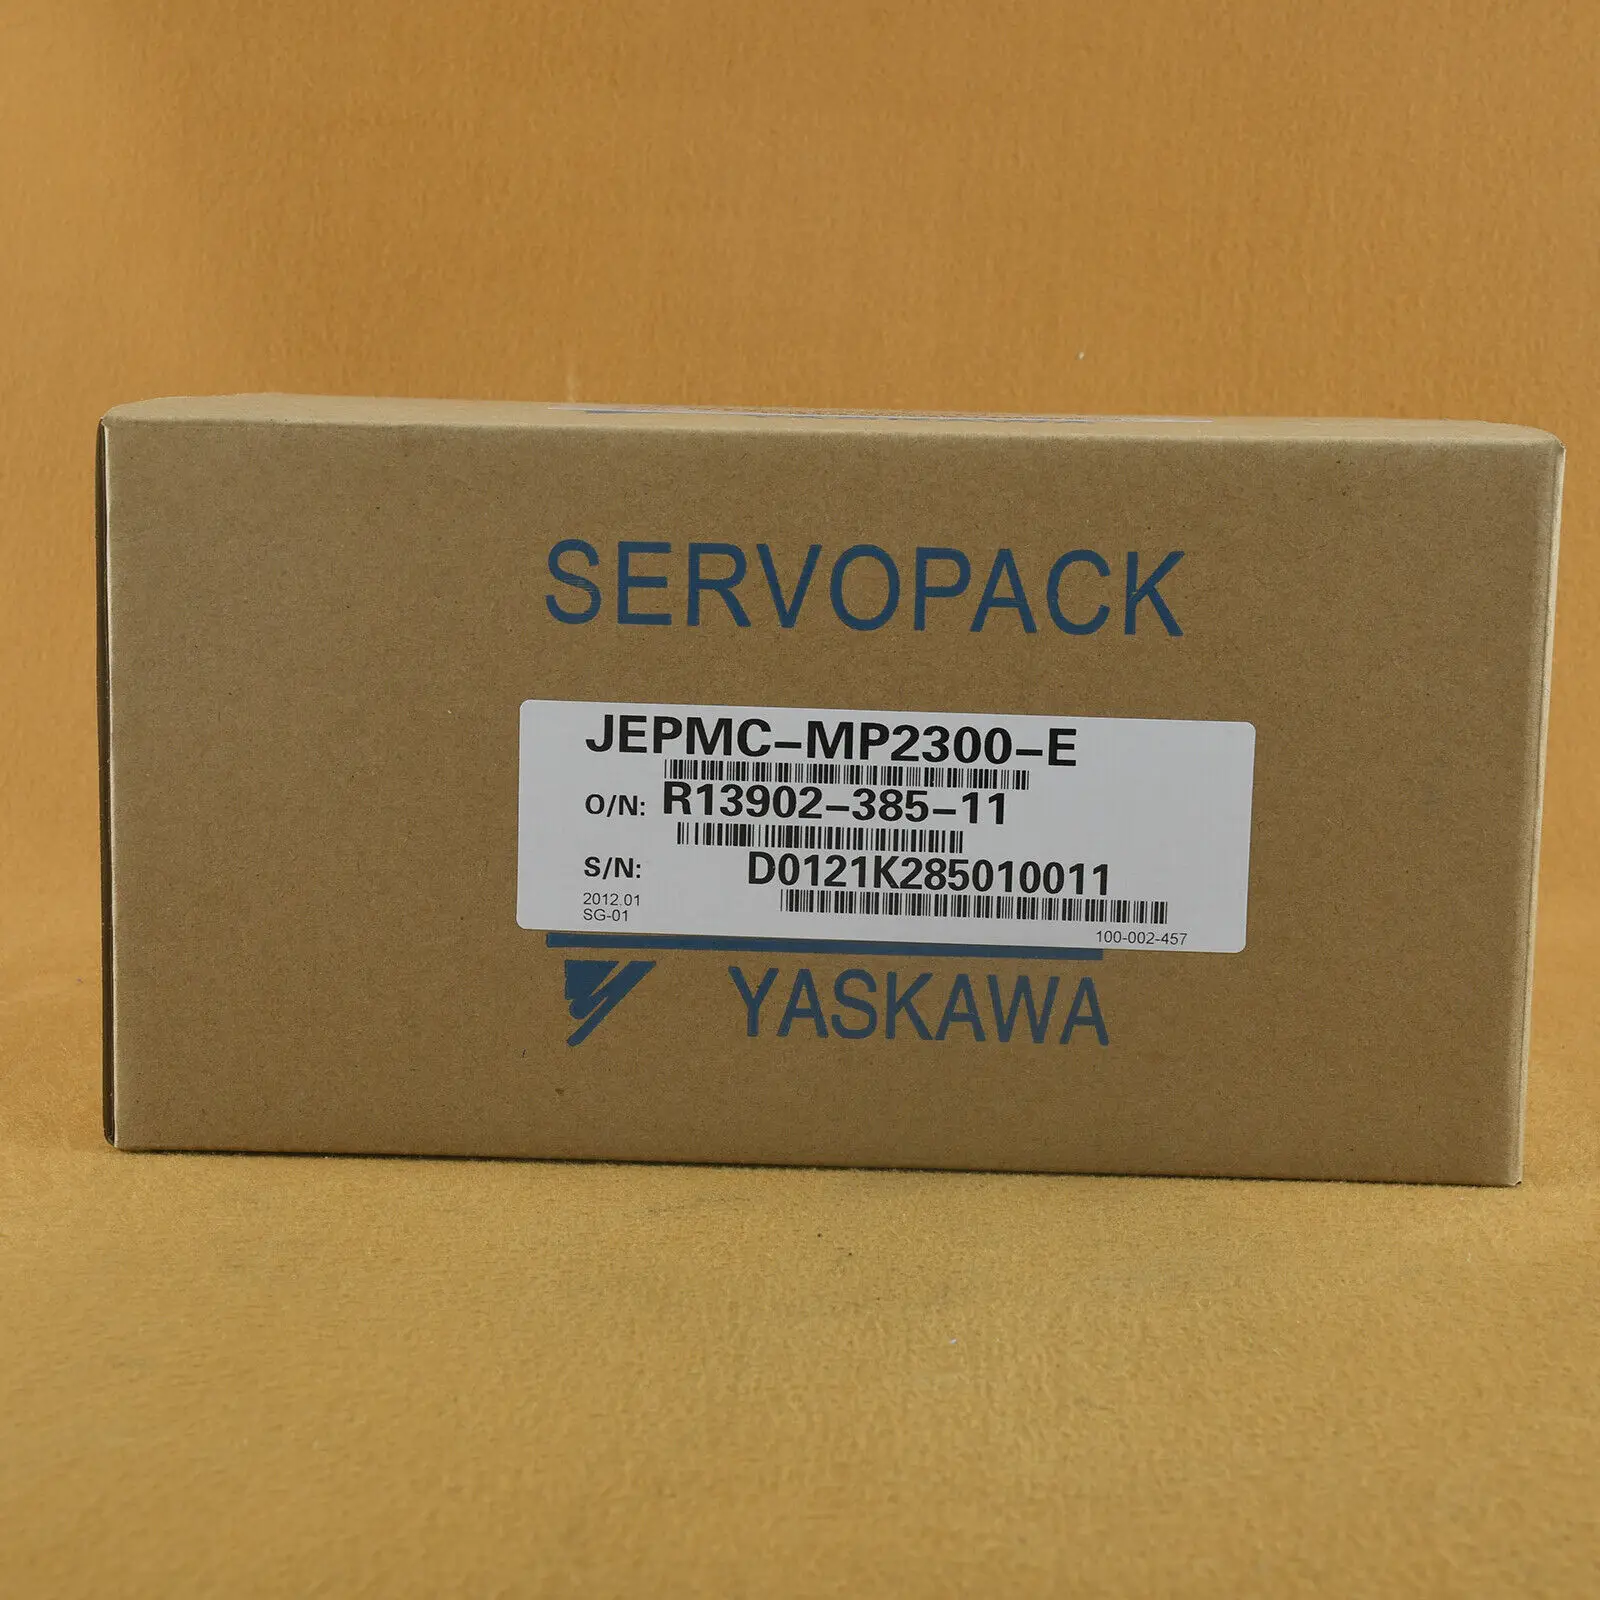 SERVOPACK
JEPMC-MP2300-E
O/N: R13902-385-11
S/N: D0121K285010011
2012.01
SG-01
100-002-457
YASKAWA